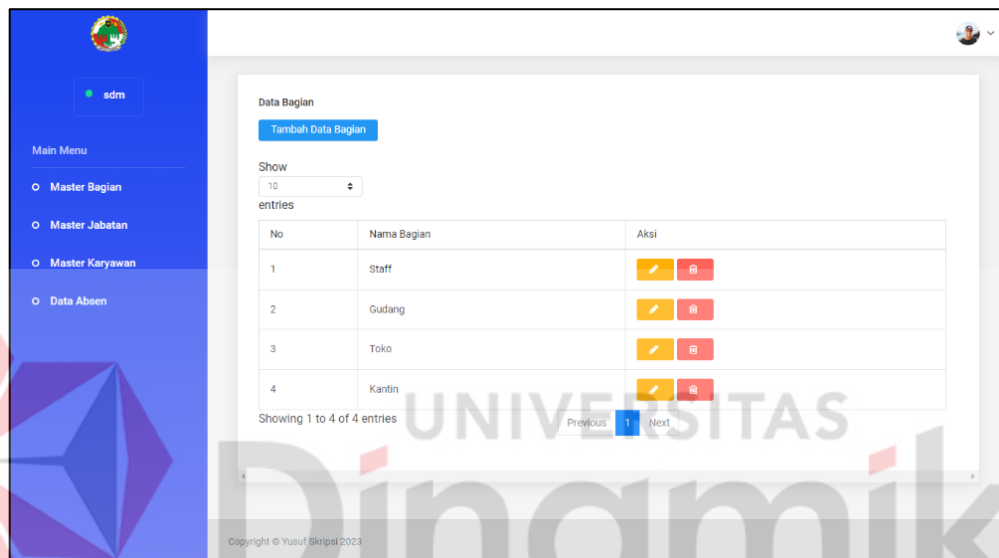 sdm
Main Menu
Master Bagian
Master Jabatan
Master Karyawan
Data Absen
Data Bagian
Tambah Data Bagian
Show
10
entries
No Nama Bagian Aksi
1 Staff
2 Gudang
3 Toko
4 Kantin
Showing 1 to 4 of 4 entries
Previous 1 Next
Copyright © Yusuf Skripsi 2023
UNIVERSITAS
Dinamik